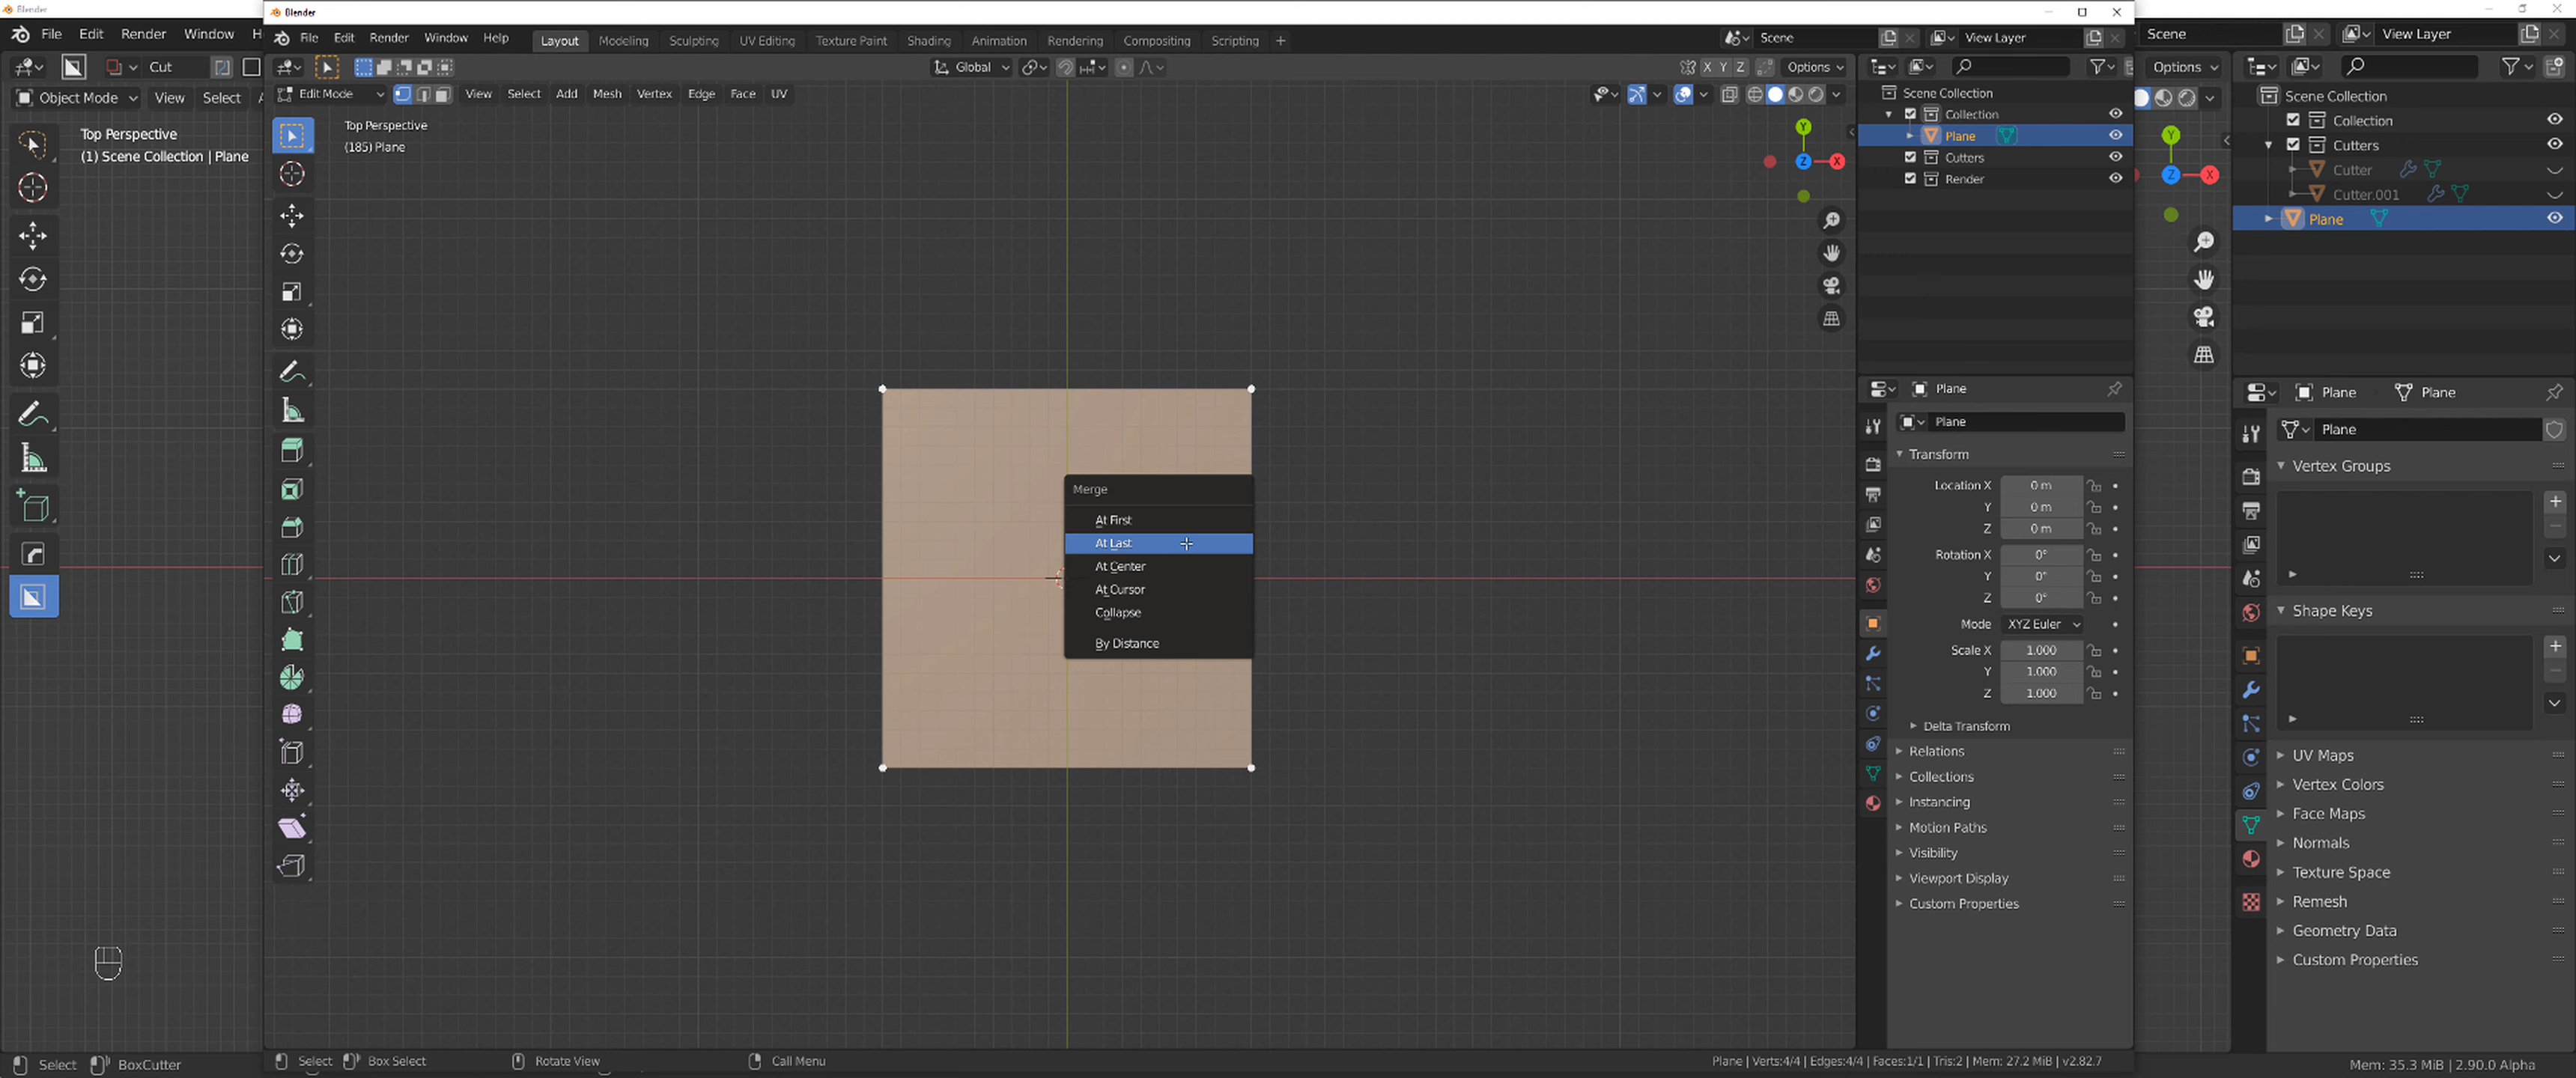 Blender
Blender
File Edit Render Window H
File Edit Render Window Help
Layout Modeling Sculpting UV Editing Texture Paint Shading Animation Rendering Compositing Scripting +
Scene
View Layer
Scene
View Layer
Cut
Global
X Y Z
Options
Options
Object Mode View Select A
Edit Mode View Select Add Mesh Vertex Edge Face UV
Top Perspective
(1) Scene Collection | Plane
Top Perspective
(185) Plane
Y
Z
X
Y
Z
X
Scene Collection
Collection
Plane
Cutters
Render
Scene Collection
Collection
Cutters
Cutter
Cutter.001
Plane
Merge
At First
At Last
At Center
At Cursor
Collapse
By Distance
Plane
Plane
Transform
Location X 0 m
Y 0 m
Z 0 m
Rotation X 0°
Y 0°
Z 0°
Mode XYZ Euler
Scale X 1.000
Y 1.000
Z 1.000
Delta Transform
Relations
Collections
Instancing
Motion Paths
Visibility
Viewport Display
Custom Properties
Plane Plane
Plane
Vertex Groups
Shape Keys
UV Maps
Vertex Colors
Face Maps
Normals
Texture Space
Remesh
Geometry Data
Custom Properties
Select BoxCutter
Select Box Select Rotate View Call Menu
Plane | Verts:4/4 | Edges:4/4 | Faces:1/1 | Tris:2 | Mem: 27.2 MiB | v2.82.7
Mem: 35.3 MiB | 2.90.0 Alpha